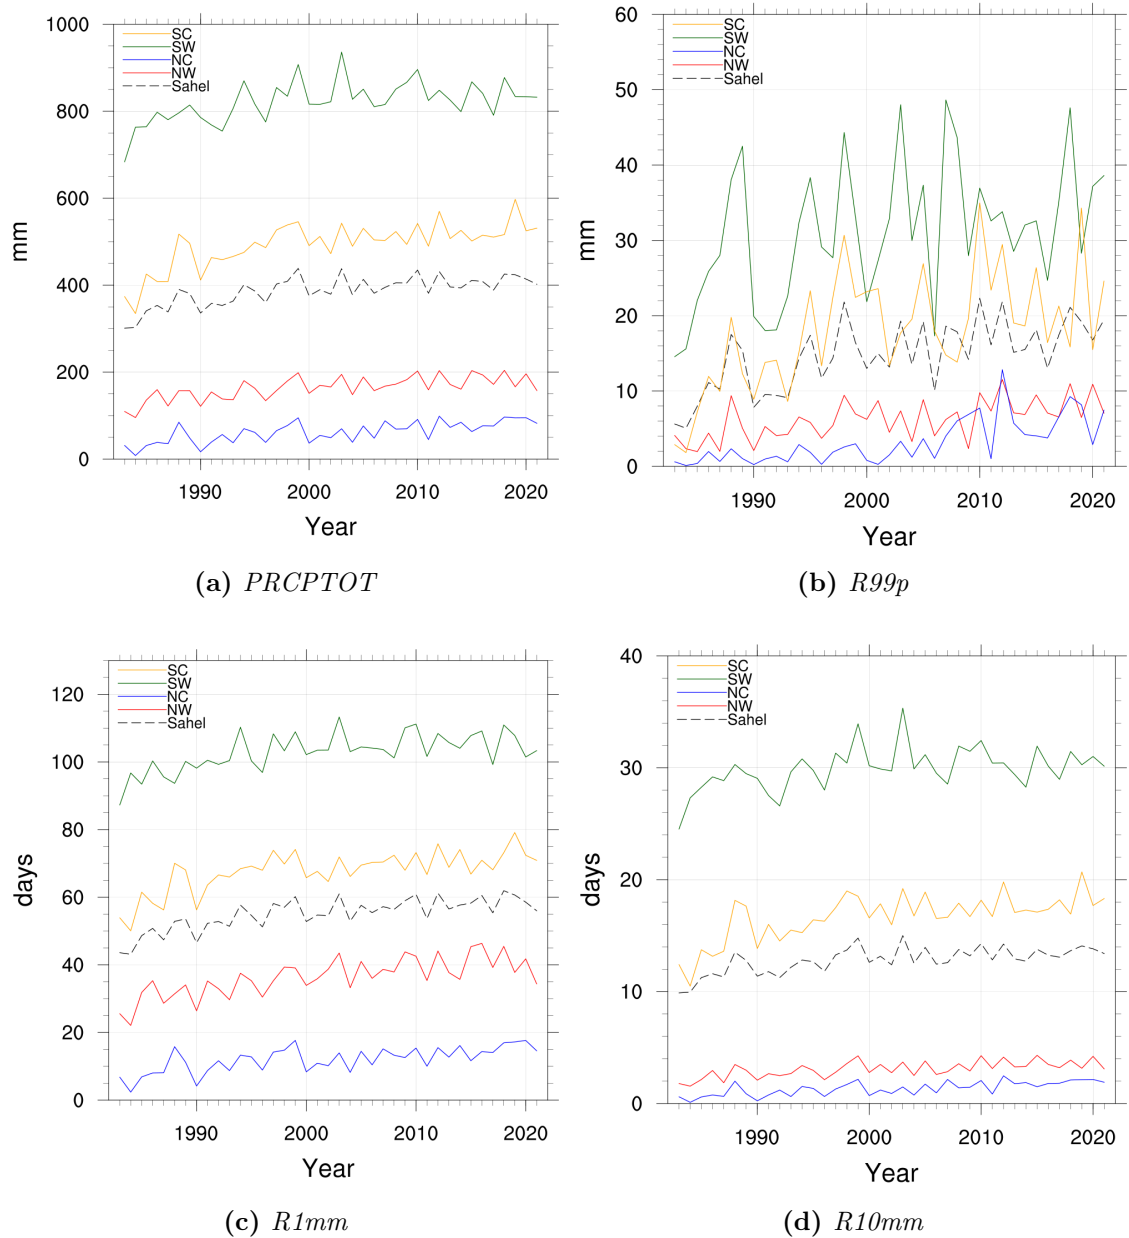 1000
800
600
400
200
0
mm
SC
SW
NC
NW
Sahel
1990 2000 2010 2020
Year
(a) PRCPTOT
60
50
40
30
20
10
0
mm
SC
SW
NC
NW
Sahel
1990 2000 2010 2020
Year
(b) R99p
120
100
80
60
40
20
0
days
SC
SW
NC
NW
Sahel
1990 2000 2010 2020
Year
(c) R1mm
40
30
20
10
0
days
SC
SW
NC
NW
Sahel
1990 2000 2010 2020
Year
(d) R10mm